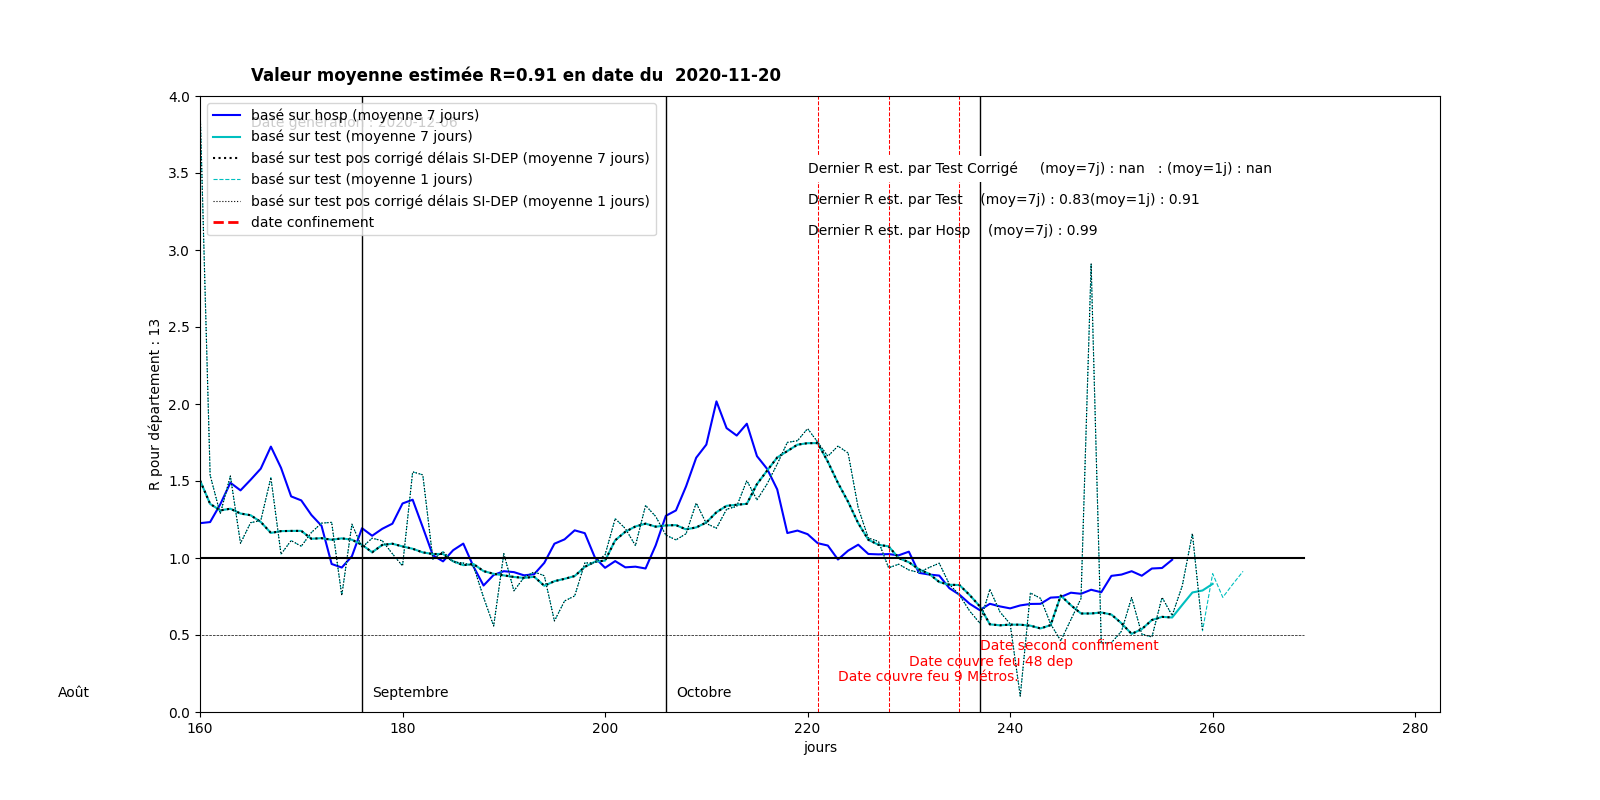 Valeur moyenne estimée R=0.91 en date du  2020-11-20
Date génération : 2020-12-06
basé sur hosp (moyenne 7 jours)
basé sur test (moyenne 7 jours)
basé sur test pos corrigé délais SI-DEP (moyenne 7 jours)
basé sur test (moyenne 1 jours)
basé sur test pos corrigé délais SI-DEP (moyenne 1 jours)
date confinement
Dernier R est. par Test Corrigé     (moy=7j) : nan   : (moy=1j) : nan
Dernier R est. par Test    (moy=7j) : 0.83(moy=1j) : 0.91
Dernier R est. par Hosp    (moy=7j) : 0.99
4.0
3.5
3.0
2.5
2.0
1.5
1.0
0.5
0.0
R pour département : 13
Date second confinement
Date couvre feu 48 dep
Date couvre feu 9 Métros.
Août
Septembre
Octobre
160
180
200
220
240
260
280
jours